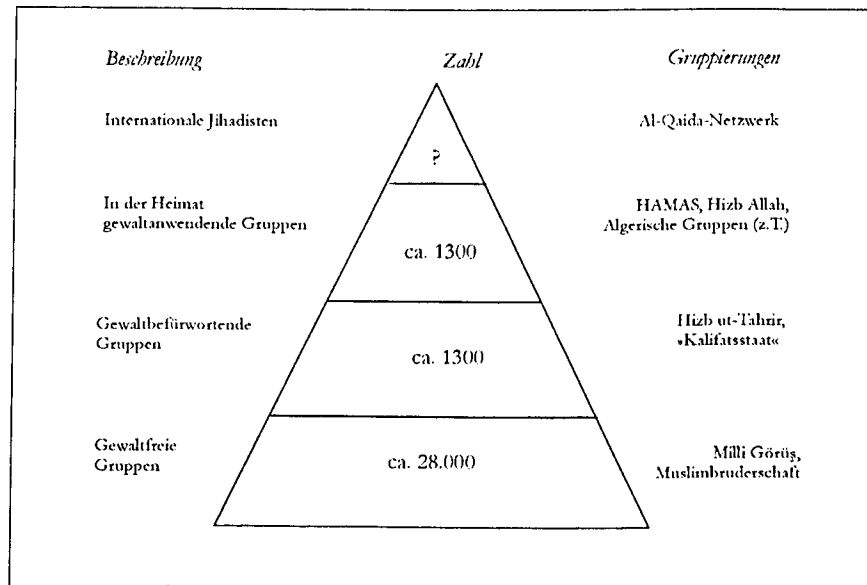 Beschreibung Zahl Gruppierungen
Internationale Jihadisten
?
Al-Qaida-Netzwerk
In der Heimat
gewaltanwendende Gruppen
ca. 1300
HAMAS, Hizb Allah,
Algerische Gruppen (z.T.)
Gewaltbefürwortende
Gruppen
ca. 1300
Hizb ut-Tahrir,
»Kalifatsstaat«
Gewaltfreie
Gruppen
ca. 28.000
Milli Görüş,
Muslimbruderschaft